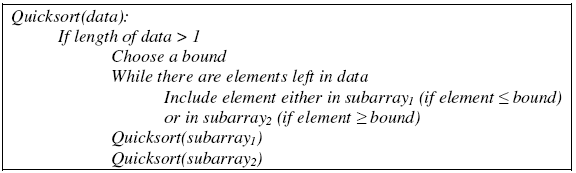 Quicksort(data):
If length of data > 1
Choose a bound
While there are elements left in data
Include element either in subarray₁ (if element ≤ bound)
or in subarray₂ (if element ≥ bound)
Quicksort(subarray₁)
Quicksort(subarray₂)